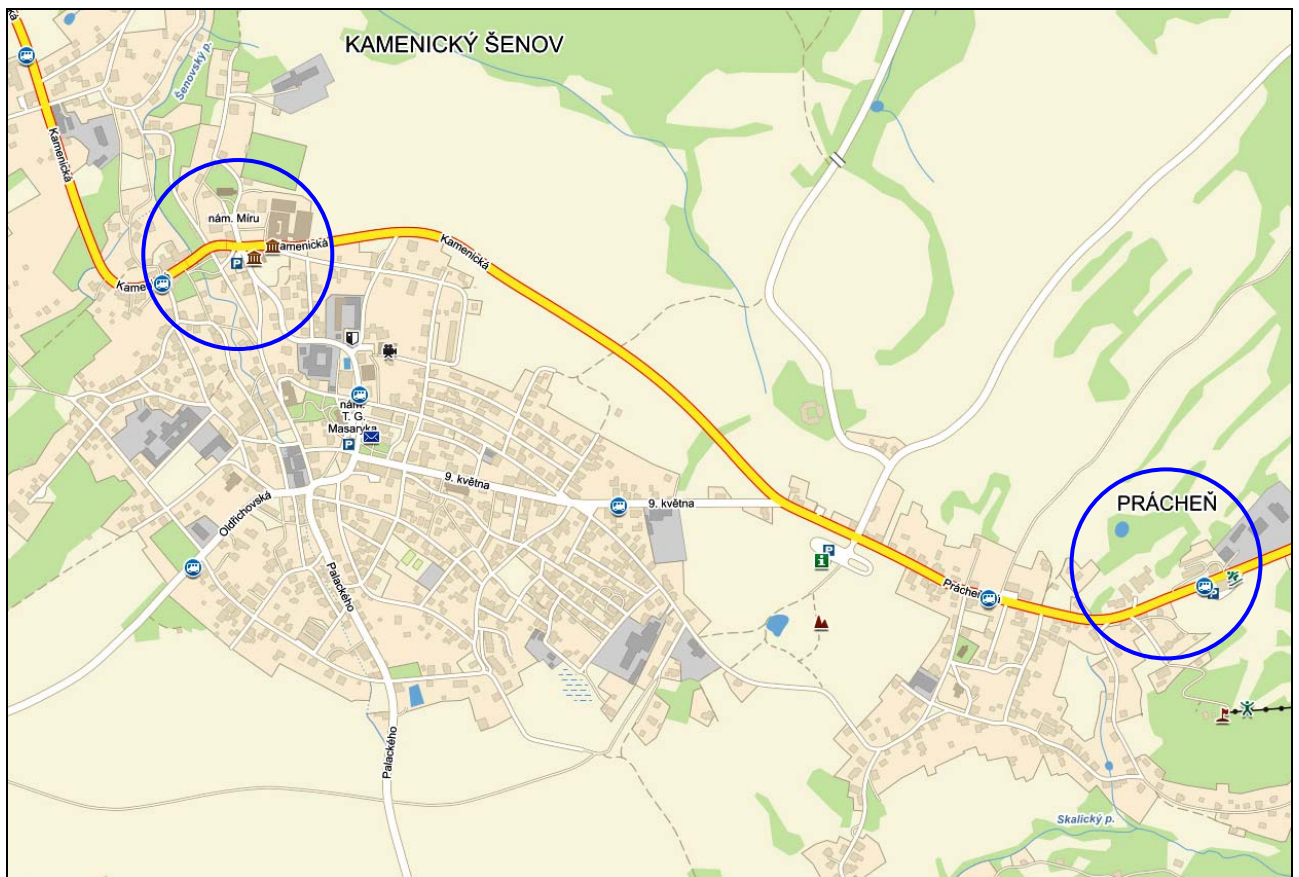 KAMENICKÝ ŠENOV
Šenovský p.
Kamenická
nám. Míru
Kamenická
Kamenická
nám.
T. G.
Masaryka
9. května
9. května
PRÁCHEŇ
Oldřichovská
Palackého
Palackého
Skalický p.
P
P
P
P
i